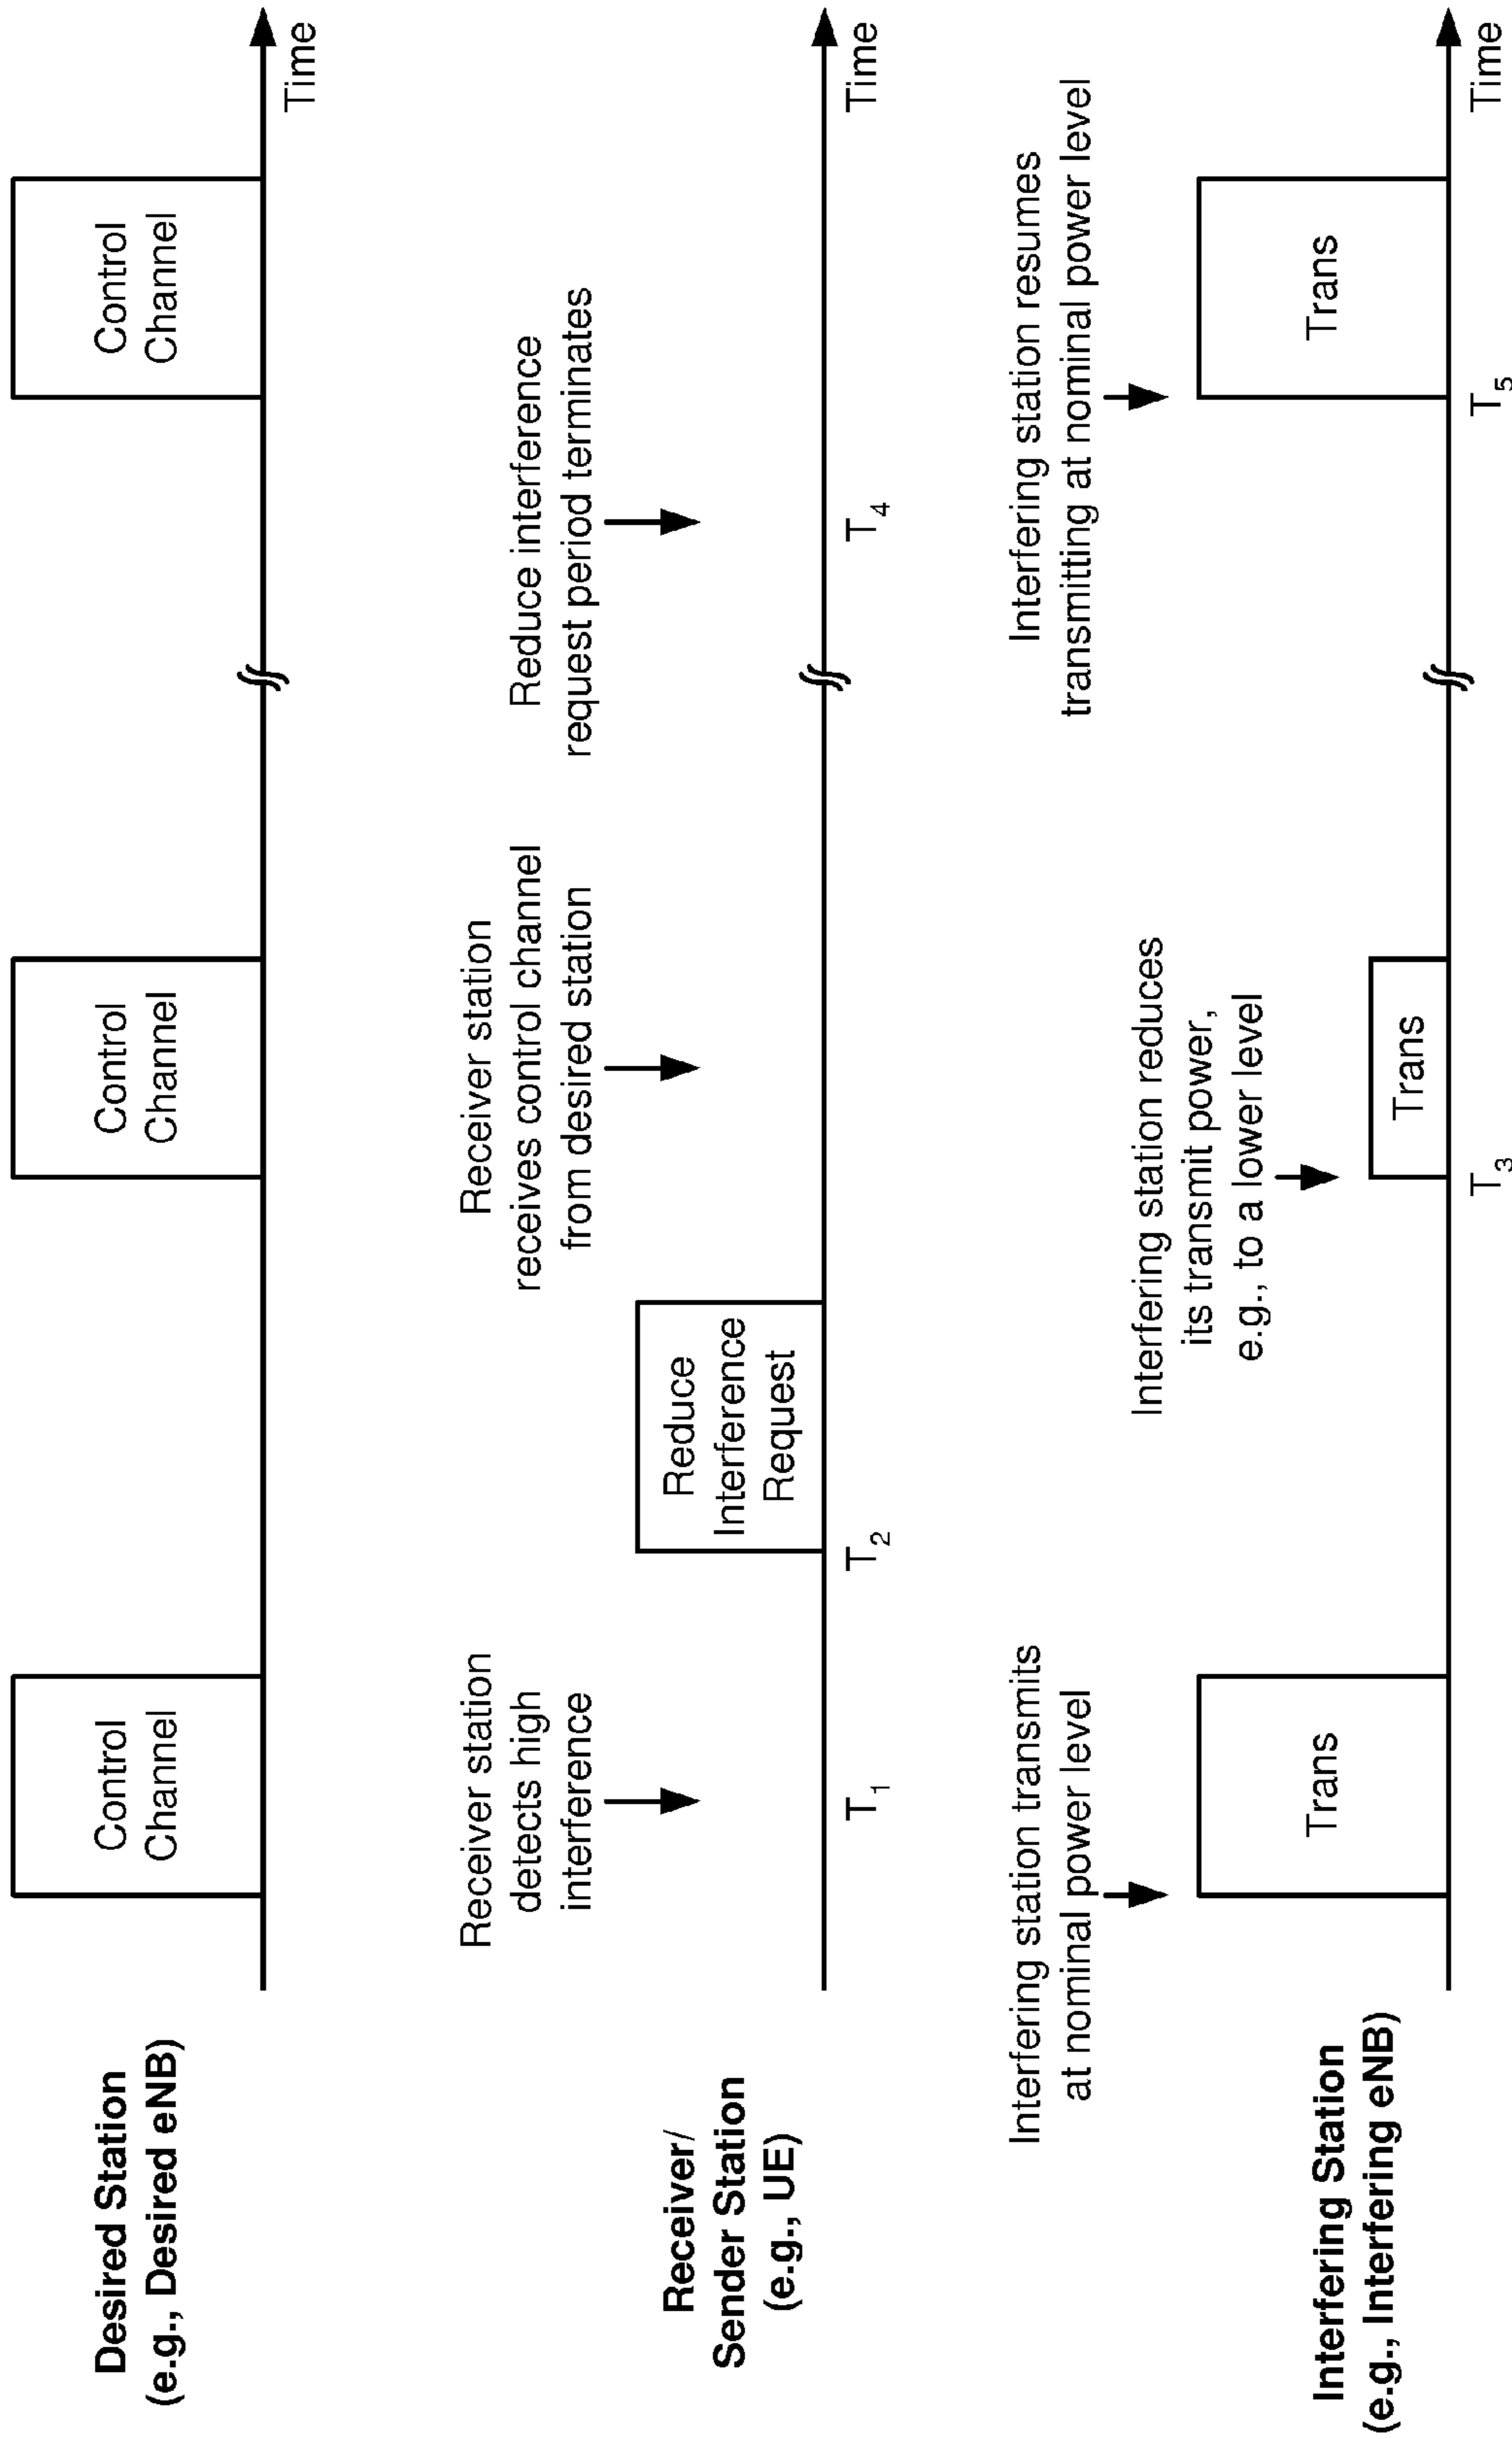 Desired Station
(e.g., Desired eNB)
Control
Channel
Control
Channel
Control
Channel
Time
Receiver/
Sender Station
(e.g., UE)
Receiver station
detects high
interference
T1
Reduce
Interference
Request
T2
Receiver station
receives control channel
from desired station
Reduce interference
request period terminates
T4
Time
Interfering Station
(e.g., Interfering eNB)
Interfering station transmits
at nominal power level
Trans
Interfering station reduces
its transmit power,
e.g., to a lower level
Trans
T3
Interfering station resumes
transmitting at nominal power level
Trans
T5
Time